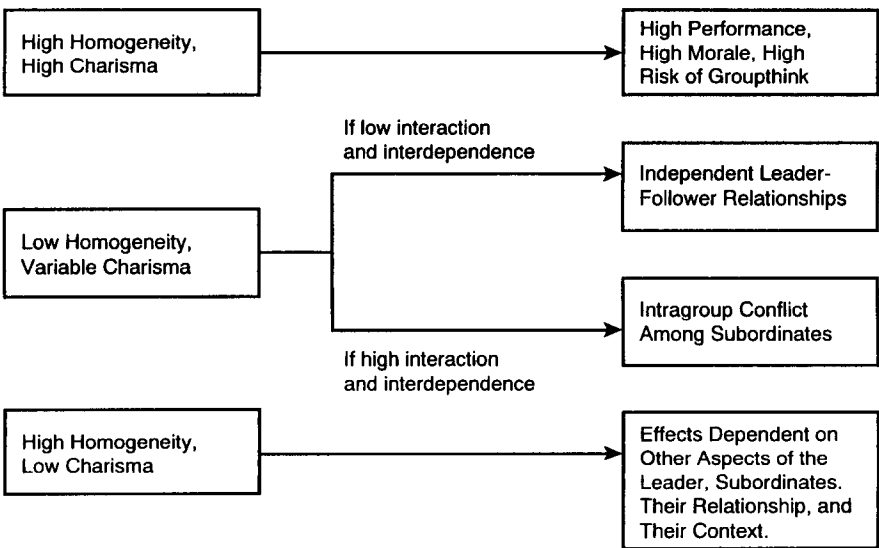 High Homogeneity,
High Charisma
High Performance,
High Morale, High
Risk of Groupthink
If low interaction
and interdependence
Independent Leader-
Follower Relationships
Low Homogeneity,
Variable Charisma
Intragroup Conflict
Among Subordinates
If high interaction
and interdependence
High Homogeneity,
Low Charisma
Effects Dependent on
Other Aspects of the
Leader, Subordinates.
Their Relationship, and
Their Context.